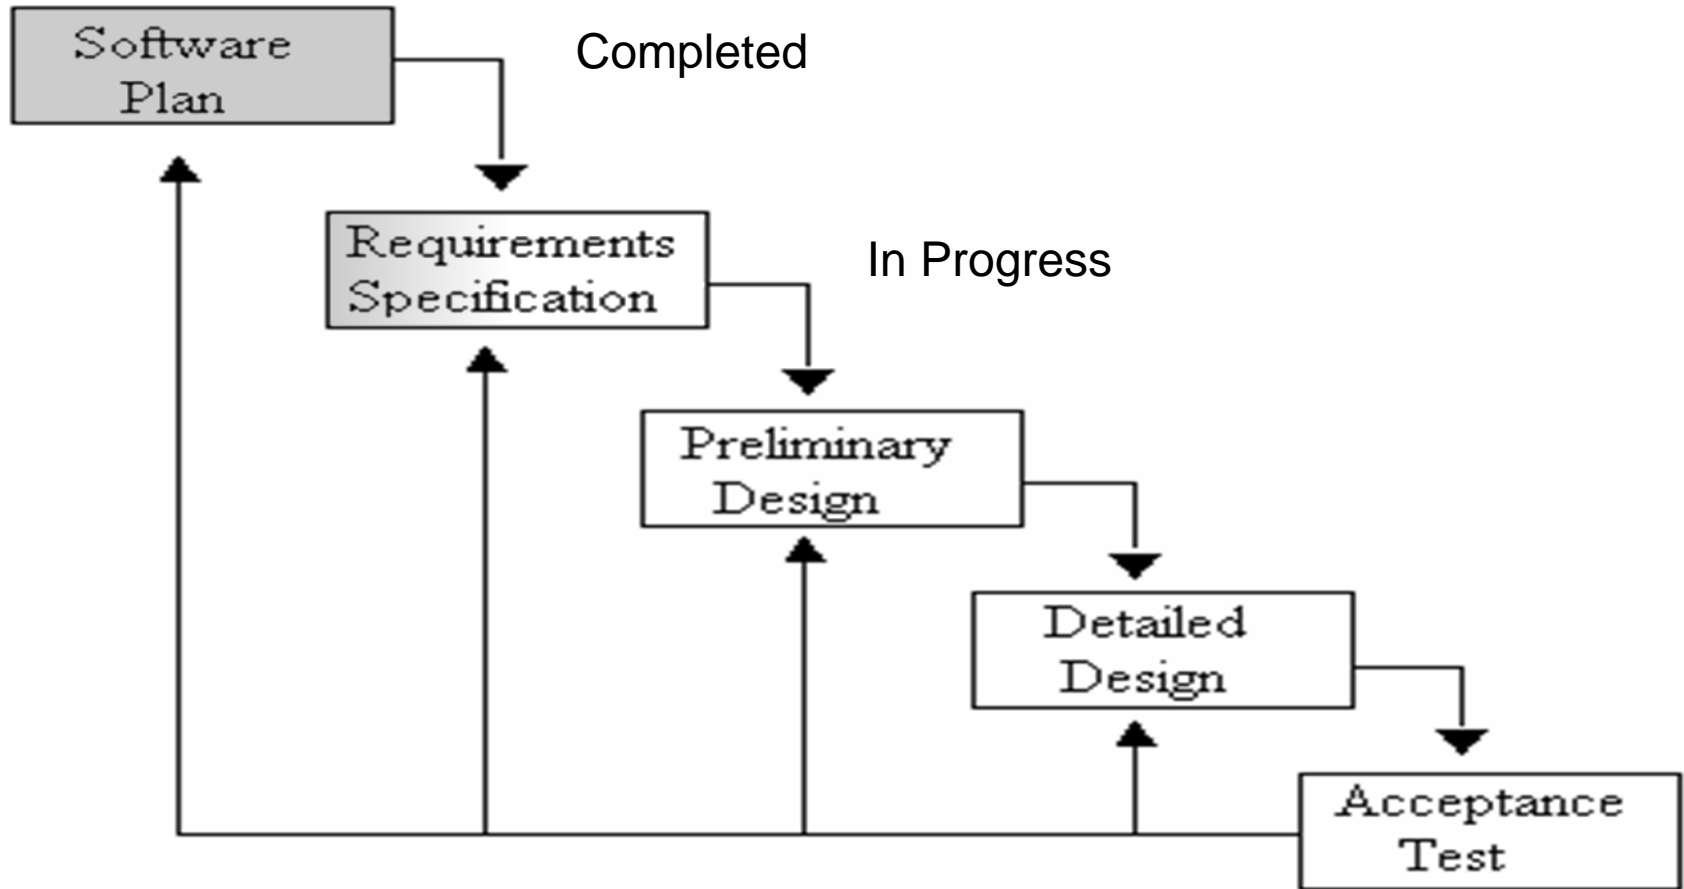 Software
Plan
Completed
Requirements
Specification
In Progress
Preliminary
Design
Detailed
Design
Acceptance
Test